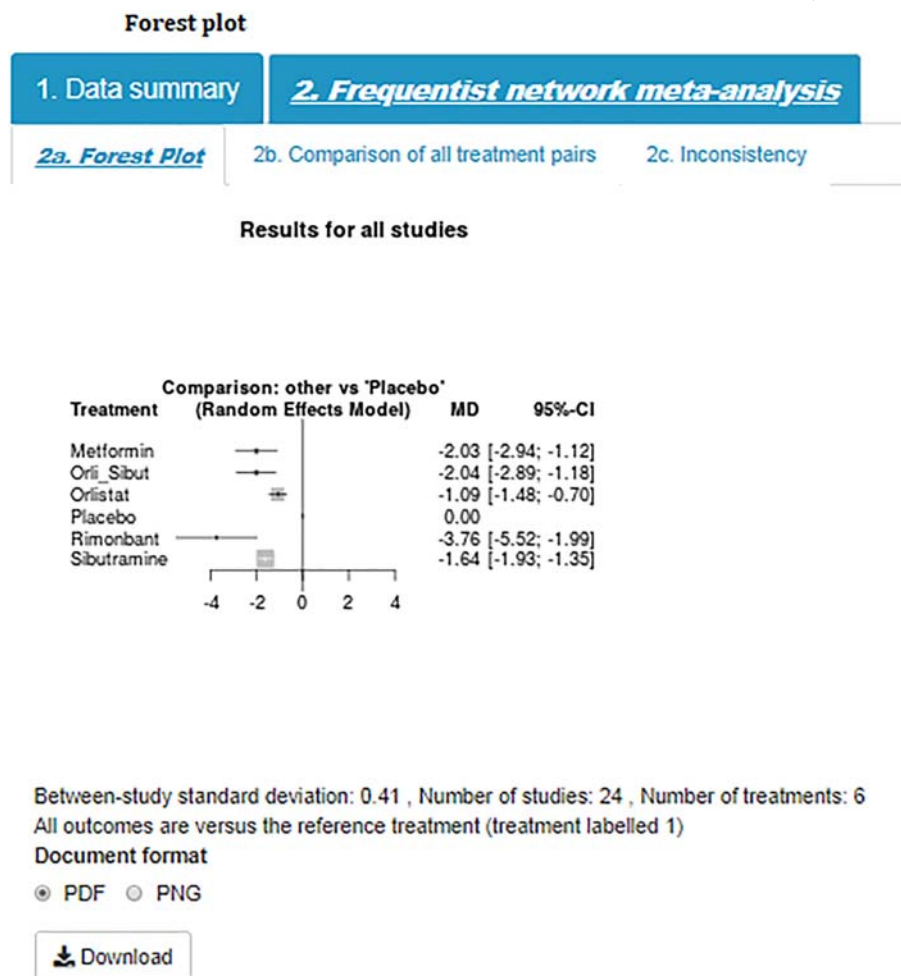 Forest plot
1. Data summary 2. Frequentist network meta-analysis
2a. Forest Plot 2b. Comparison of all treatment pairs 2c. Inconsistency
Results for all studies
Comparison: other vs 'Placebo'
Treatment (Random Effects Model) MD 95%-CI
Metformin -2.03 [-2.94; -1.12]
Orli_Sibut -2.04 [-2.89; -1.18]
Orlistat -1.09 [-1.48; -0.70]
Placebo 0.00
Rimonbant -3.76 [-5.52; -1.99]
Sibutramine -1.64 [-1.93; -1.35]
-4 -2 0 2 4
Between-study standard deviation: 0.41 , Number of studies: 24 , Number of treatments: 6
All outcomes are versus the reference treatment (treatment labelled 1)
Document format
PDF PNG
Download